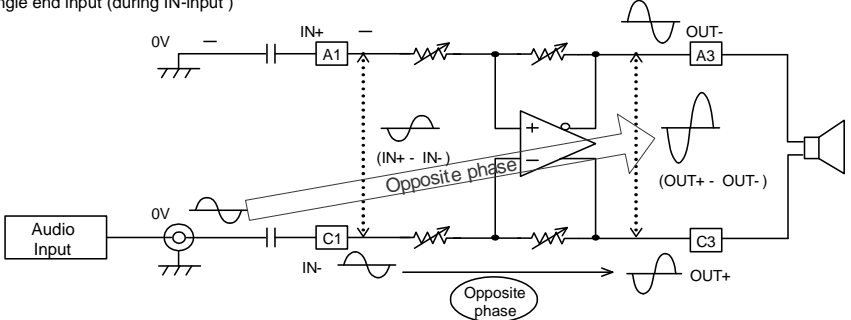 ngle end input (during IN-input )
0V
IN+
A1
OUT-
A3
+
(IN+ - IN- )
Opposite phase
(OUT+ - OUT- )
0V
Audio
Input
C1
IN-
C3
OUT+
Opposite
phase